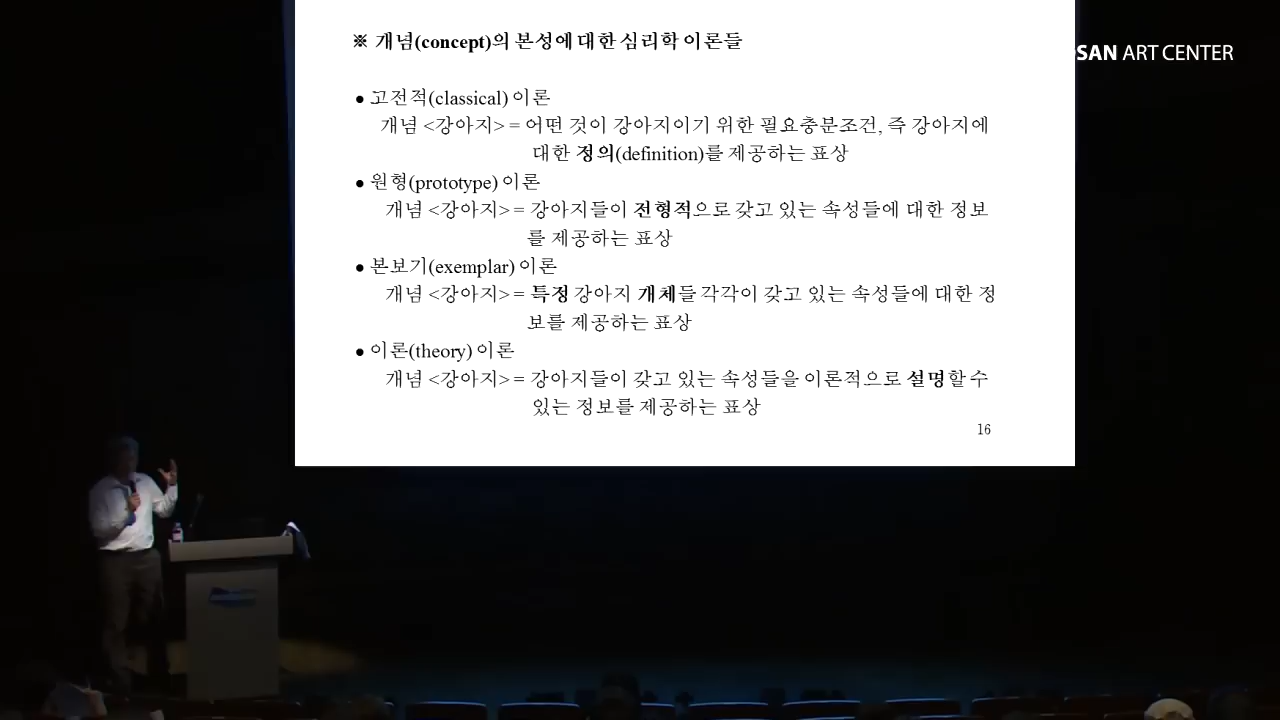 ※ 개념(concept)의 본성에 대한 심리학 이론들
SAN ART CENTER
● 고전적(classical) 이론
개념 <강아지> = 어떤 것이 강아지이기 위한 필요충분조건, 즉 강아지에
대한 정의(definition)를 제공하는 표상
● 원형(prototype) 이론
개념 <강아지> = 강아지들이 전형적으로 갖고 있는 속성들에 대한 정보
를 제공하는 표상
● 본보기(exemplar) 이론
개념 <강아지> = 특정 강아지 개체들 각각이 갖고 있는 속성들에 대한 정
보를 제공하는 표상
● 이론(theory) 이론
개념 <강아지> = 강아지들이 갖고 있는 속성들을 이론적으로 설명할 수
있는 정보를 제공하는 표상
16